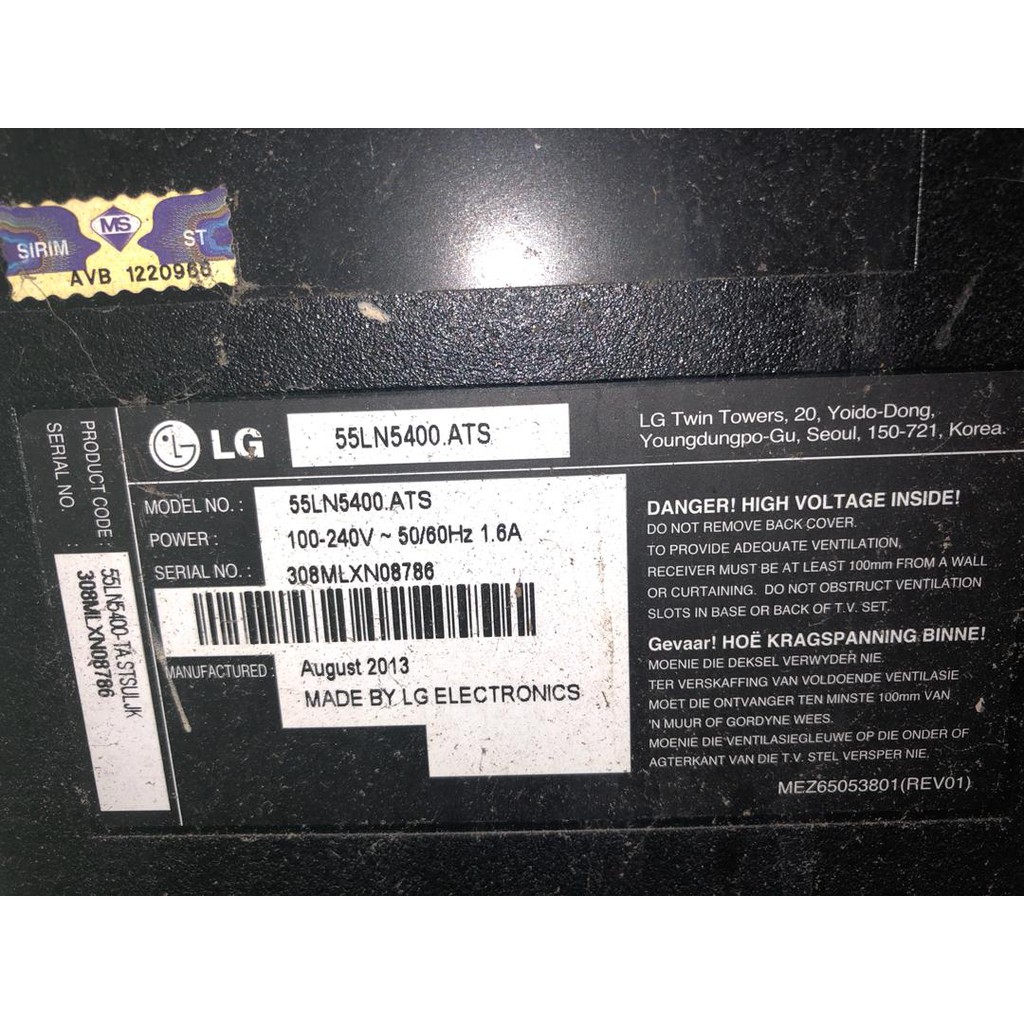 MS
SIRIM ST
AVB 1220966
LG
55LN5400.ATS
LG Twin Towers, 20, Yoido-Dong,
Youngdungpo-Gu, Seoul, 150-721, Korea.
PRODUCT CODE : 55LN5400-TA.STSULJK
SERIAL NO. : 308MLXN08786
MODEL NO. : 55LN5400.ATS
POWER : 100-240V ~ 50/60Hz 1.6A
SERIAL NO. : 308MLXN08786
MANUFACTURED : August 2013
MADE BY LG ELECTRONICS
DANGER! HIGH VOLTAGE INSIDE!
DO NOT REMOVE BACK COVER.
TO PROVIDE ADEQUATE VENTILATION,
RECEIVER MUST BE AT LEAST 100mm FROM A WALL
OR CURTAINING. DO NOT OBSTRUCT VENTILATION
SLOTS IN BASE OR BACK OF T.V. SET.
Gevaar! HOË KRAGSPANNING BINNE!
MOENIE DIE DEKSEL VERWYDER NIE.
TER VERSKAFFING VAN VOLDOENDE VENTILASIE
MOET DIE ONTVANGER TEN MINSTE 100mm VAN
'N MUUR OF GORDYNE WEES.
MOENIE DIE VENTILASIEGLEUWE OP DIE ONDER OF
AGTERKANT VAN DIE T.V. STEL VERSPER NIE.
MEZ65053801(REV01)